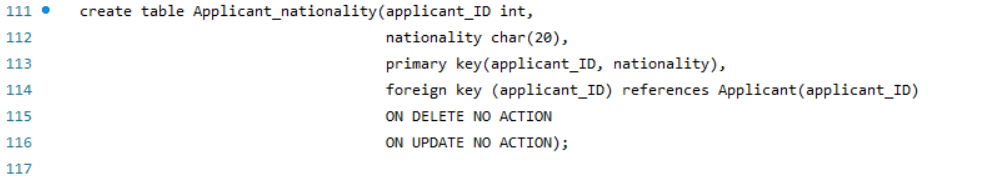 111 create table Applicant_nationality(applicant_ID int,
112 nationality char(20),
113 primary key(applicant_ID, nationality),
114 foreign key (applicant_ID) references Applicant(applicant_ID)
115 ON DELETE NO ACTION
116 ON UPDATE NO ACTION);
117